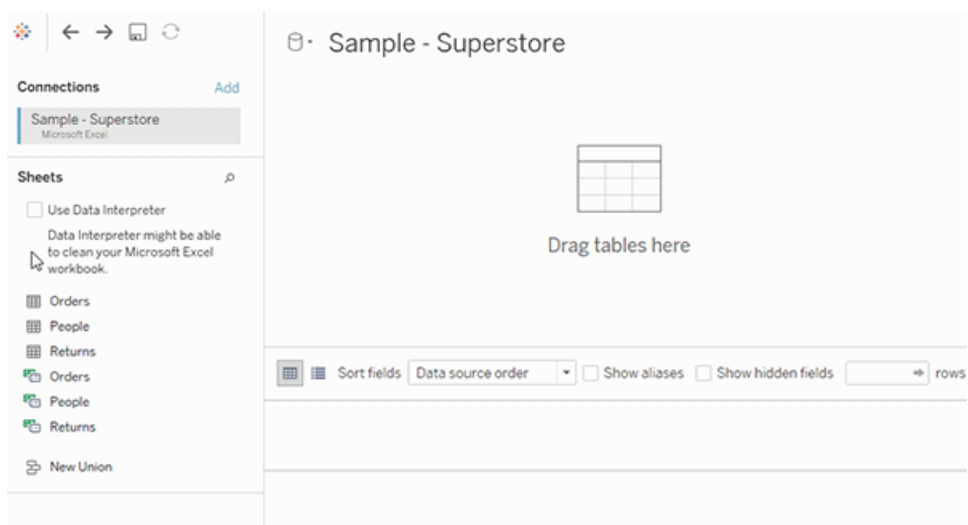 Sample - Superstore
Connections
Add
Sample - Superstore
Microsoft Excel
Sheets
Use Data Interpreter
Data Interpreter might be able
to clean your Microsoft Excel
workbook.
Orders
People
Returns
Orders
People
Returns
New Union
Drag tables here
Sort fields Data source order Show aliases Show hidden fields rows